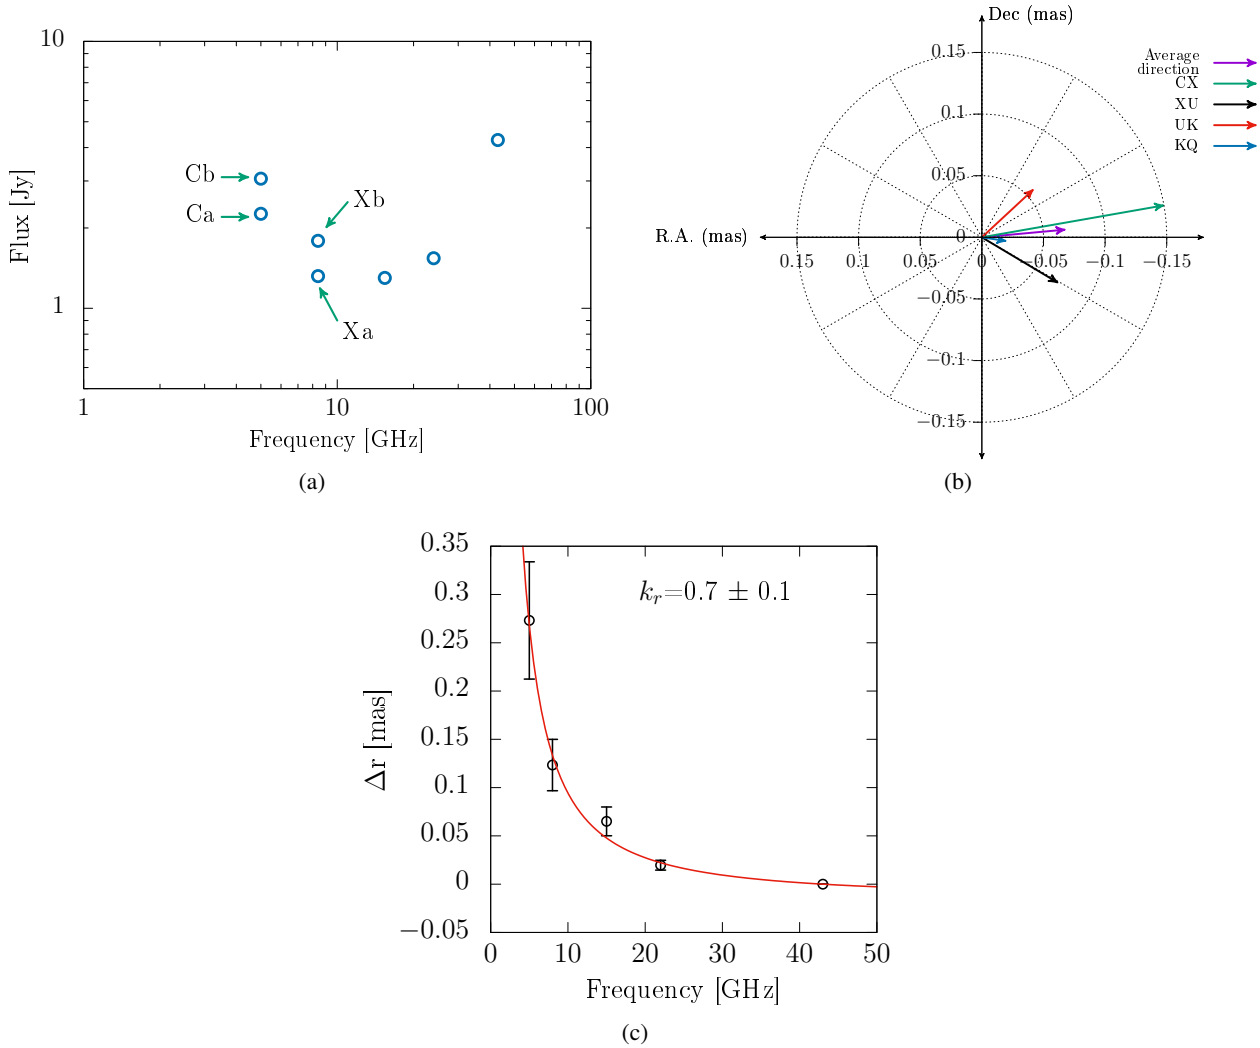 10
1
Flux [Jy]
Cb
Ca
Xb
Xa
1
10
100
Frequency [GHz]
(a)
Dec (mas)
R.A. (mas)
0.15
0.1
0.05
0
−0.05
−0.1
−0.15
0.15
0.1
0.05
0
−0.05
−0.1
−0.15
Average
direction
CX
XU
UK
KQ
(b)
0.35
0.3
0.25
0.2
0.15
0.1
0.05
0
−0.05
Δr [mas]
k_r=0.7 ± 0.1
0
10
20
30
40
50
Frequency [GHz]
(c)